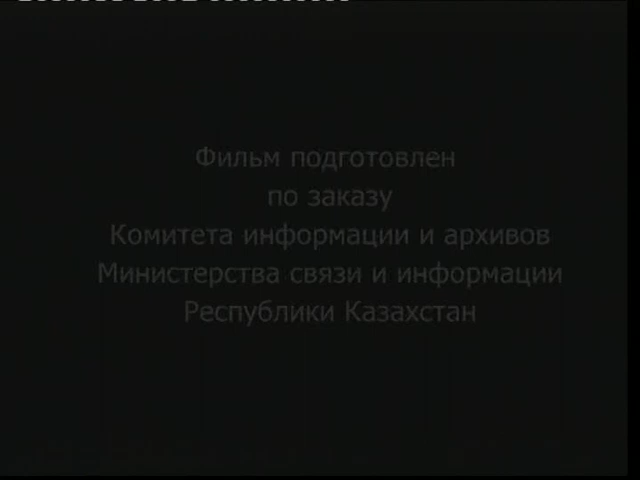 Фильм подготовлен
по заказу
Комитета информации и архивов
Министерства связи и информации
Республики Казахстан